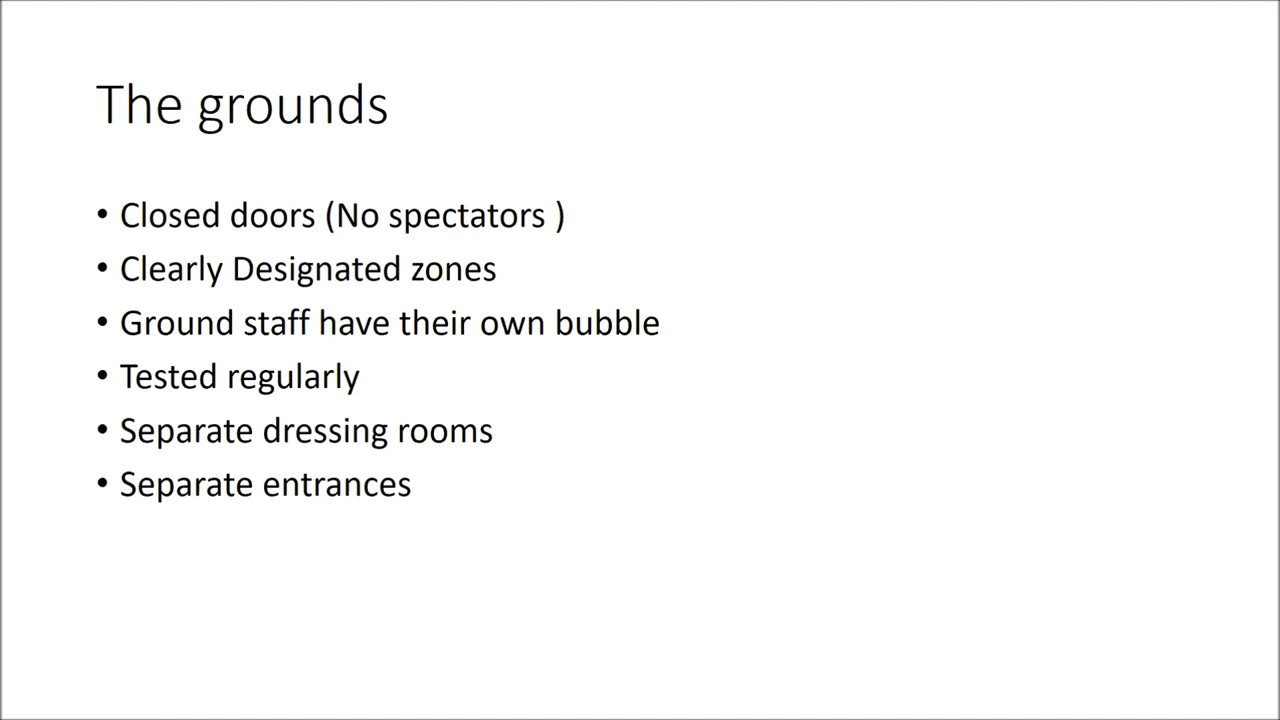 The grounds
• Closed doors (No spectators )
• Clearly Designated zones
• Ground staff have their own bubble
• Tested regularly
• Separate dressing rooms
• Separate entrances